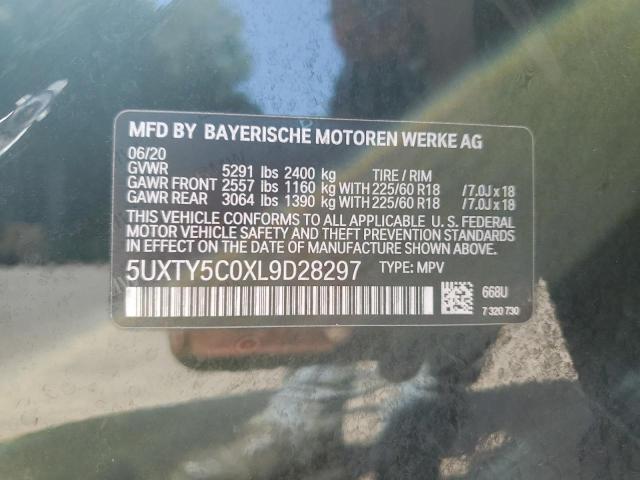 MFD BY BAYERISCHE MOTOREN WERKE AG
06/20
GVWR 5291 lbs 2400 kg TIRE / RIM
GAWR FRONT 2557 lbs 1160 kg WITH 225/60 R18 /7.0J x 18
GAWR REAR 3064 lbs 1390 kg WITH 225/60 R18 /7.0J x 18
THIS VEHICLE CONFORMS TO ALL APPLICABLE U. S. FEDERAL
MOTOR VEHICLE SAFETY AND THEFT PREVENTION STANDARDS
IN EFFECT ON THE DATE OF MANUFACTURE SHOWN ABOVE.
5UXTY5C0XL9D28297 TYPE: MPV
668U
7 320 730